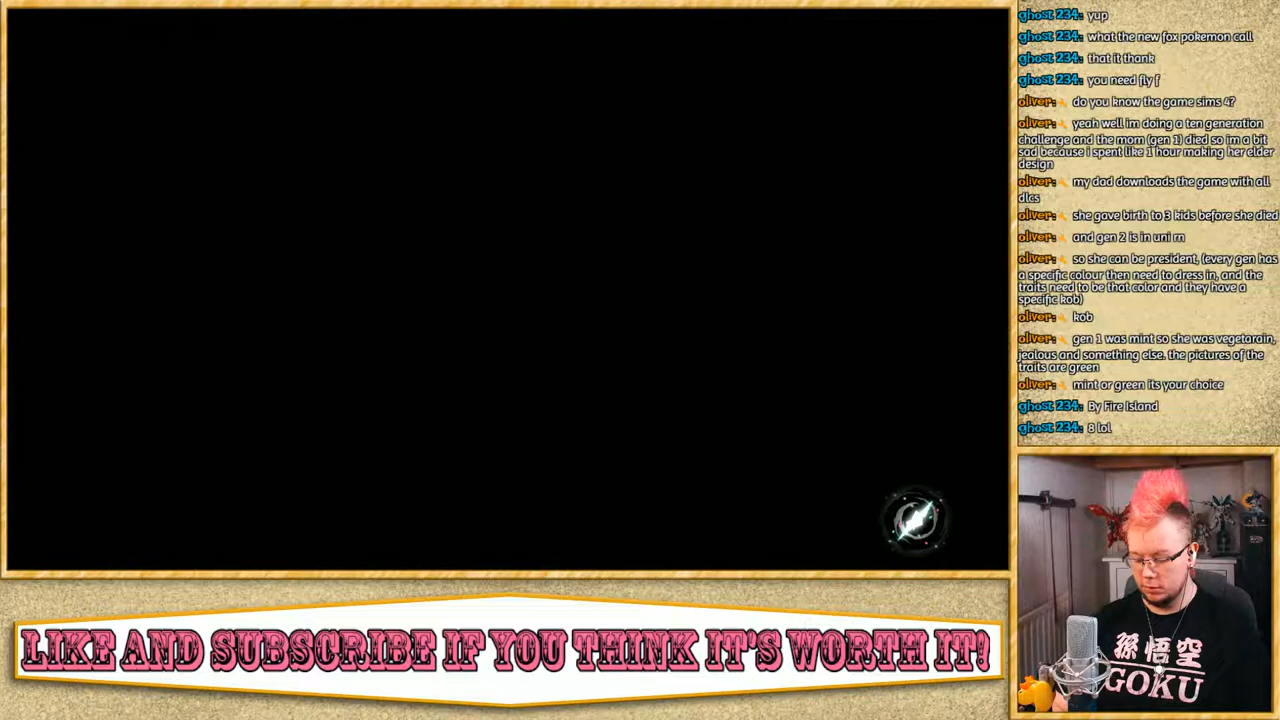 ghost 234: yup
ghost 234: what the new fox pokemon call
ghost 234: that it thank
ghost 234: you need fly f
oliver: do you know the game sims 4?
oliver: yeah well im doing a ten generation
challenge and the mom (gen 1) died so im a bit
sad because i spent like 1 hour making her elder
design
oliver: my dad downloads the game with all
dlcs
oliver: she gave birth to 3 kids before she died
oliver: and gen 2 is in uni rn
oliver: so she can be president, (every gen has
a specific colour then need to dress in, and the
traits need to be that color and they have a
specific kob)
oliver: kob
oliver: gen 1 was mint so she was vegetarain,
jealous and something else. the pictures of the
traits are green
oliver: mint or green its your choice
ghost 234: By Fire Island
ghost 234: 8 lol
LIKE AND SUBSCRIBE IF YOU THINK IT'S WORTH IT!
孫悟空
GOKU